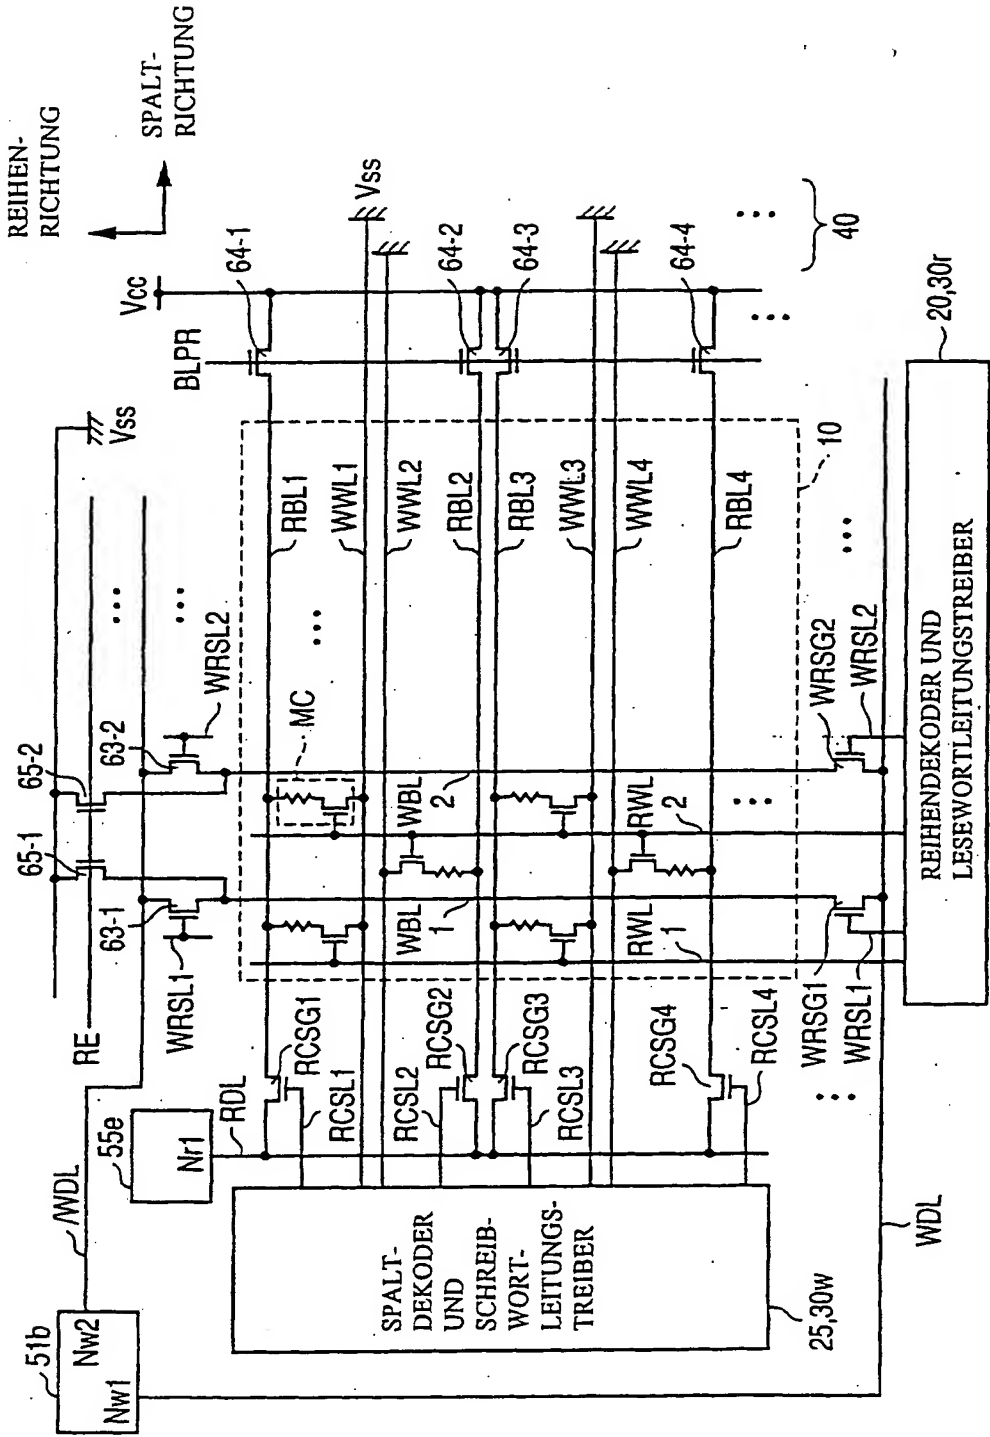 REIHEN-
RICHTUNG
SPALT-
RICHTUNG
Vcc
BLPR
64-1
64-2
64-3
64-4
Vss
40
Vss
65-2
65-1
63-2
63-1
WRSL2
WRSL1
RE
/WDL
51b
Nw2
Nw1
55e
Nr1
RDL
RBL1
WWL1
WWL2
RBL2
RBL3
WWL3
WWL4
RBL4
10
MC
WBL
2
RWL
2
WBL
1
RWL
1
RCSG1
RCSL1
RCSL2
RCSG2
RCSG3
RCSL3
RCSG4
RCSL4
WRSG2
WRSL2
WRSG1
WRSL1
SPALT-
DEKODER
UND
SCHREIB
WORT-
LEITUNGS-
TREIBER
25,30w
WDL
REIHENDEKODER UND
LESEWORTLEITUNGSTREIBER
20,30r